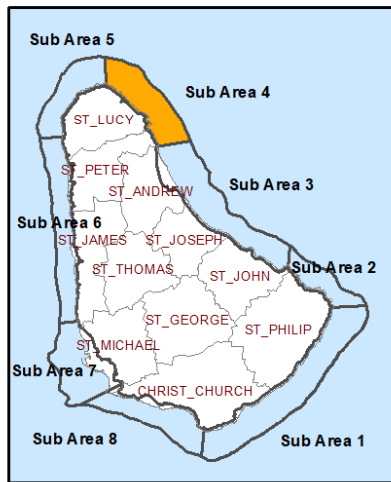 Sub Area 5
Sub Area 4
ST_LUCY
ST_PETER
Sub Area 3
ST_ANDREW
Sub Area 6
ST_JAMES
ST_JOSEPH
ST_THOMAS
ST_JOHN
Sub Area 2
ST_GEORGE
ST_PHILIP
ST_MICHAEL
Sub Area 7
CHRIST_CHURCH
Sub Area 8
Sub Area 1